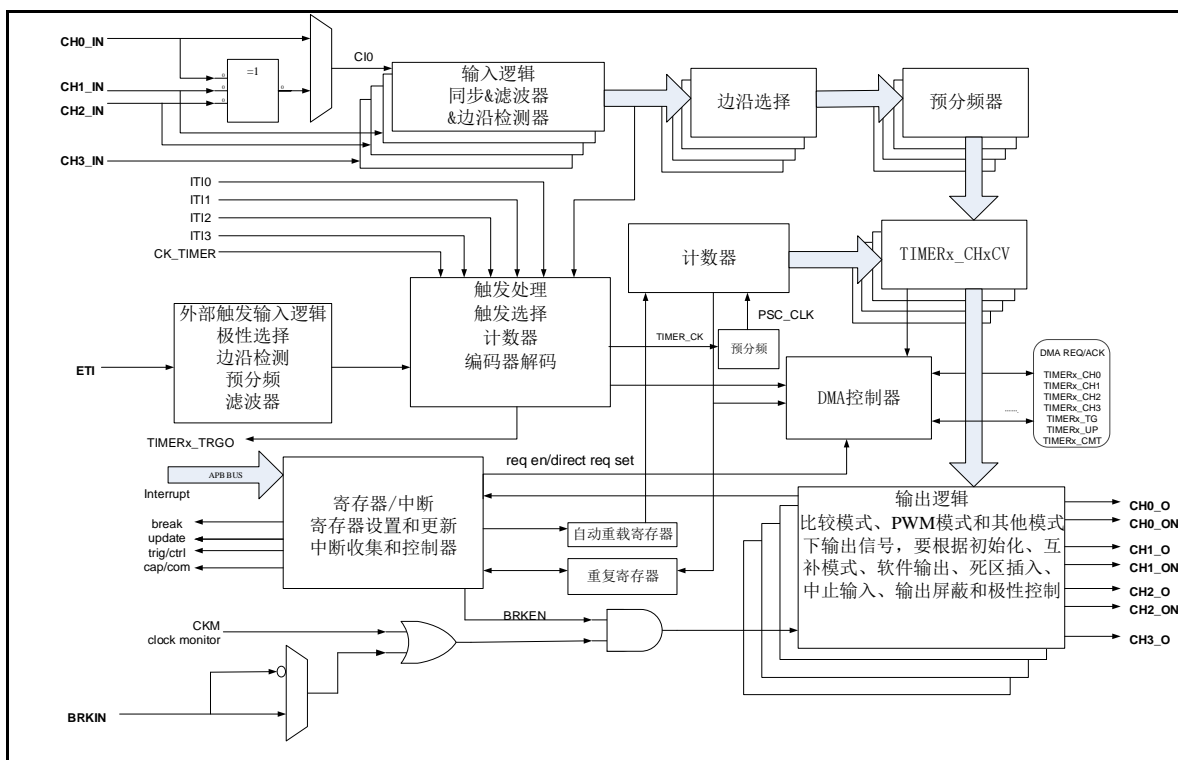 CH0_IN
CH1_IN
CH2_IN
CH3_IN
=1
CI0
输入逻辑
同步&滤波器
&边沿检测器
边沿选择
预分频器
ITI0
ITI1
ITI2
ITI3
CK_TIMER
计数器
TIMERx_CHxCV
触发处理
触发选择
计数器
编码器解码
外部触发输入逻辑
极性选择
边沿检测
预分频
滤波器
ETI
TIMER_CK
PSC_CLK
预分频
DMA控制器
DMA REQ/ACK
TIMERx_CH0
TIMERx_CH1
TIMERx_CH2
TIMERx_CH3
TIMERx_TG
TIMERx_UP
TIMERx_CMT
TIMERx_TRGO
APB BUS
Interrupt
req en/direct req set
寄存器/中断
寄存器设置和更新
中断收集和控制器
break
update
trig/ctrl
cap/com
自动重载寄存器
重复寄存器
输出逻辑
比较模式、PWM模式和其他模式
下输出信号，要根据初始化、互
补模式、软件输出、死区插入、
中止输入、输出屏蔽和极性控制
CH0_O
CH0_ON
CH1_O
CH1_ON
CH2_O
CH2_ON
CH3_O
BRKEN
CKM
clock monitor
BRKIN